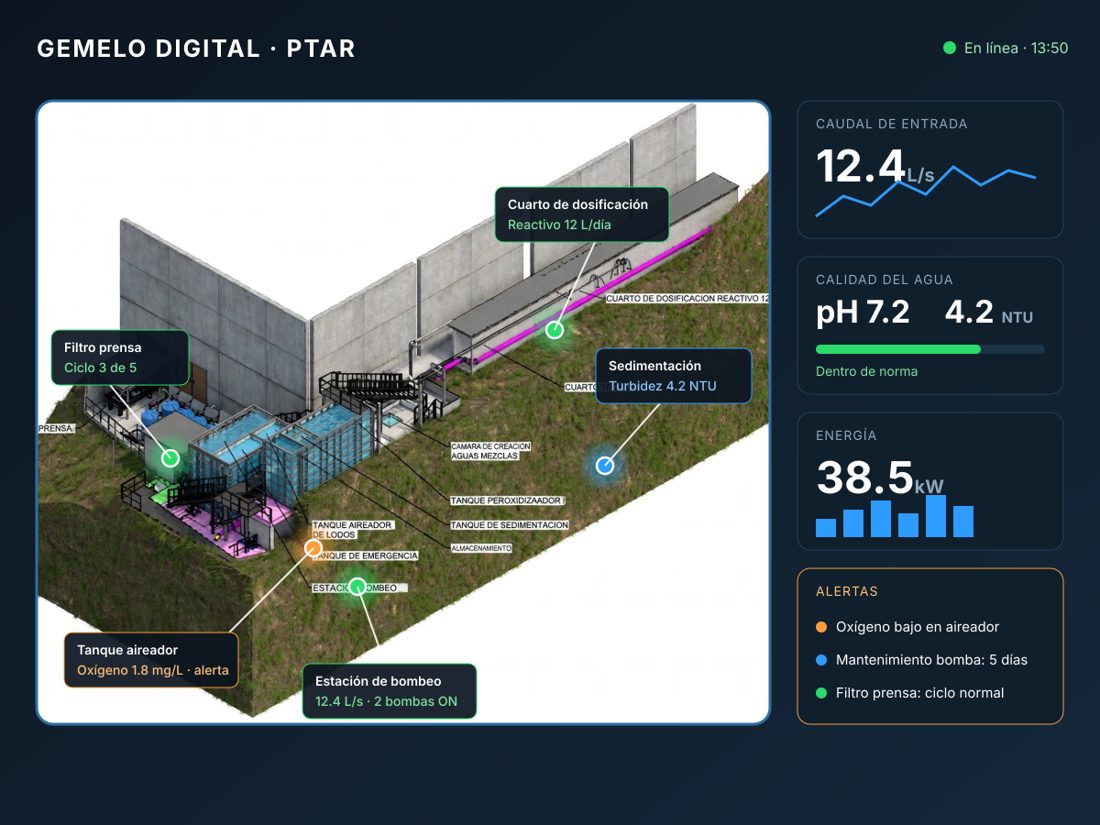 GEMELO DIGITAL · PTAR
En línea · 13:50
Cuarto de dosificación
Reactivo 12 L/día
CUARTO DE DOSIFICACION REACTIVO 12
Filtro prensa
Ciclo 3 de 5
Sedimentación
Turbidez 4.2 NTU
CUARTO
PRENSA
CAMARA DE CREACION
AGUAS MEZCLAS
TANQUE PEROXIDIZAADOR
TANQUE AIREADOR
DE LODOS
TANQUE DE SEDIMENTACION
ALMACENAMIENTO
TANQUE DE EMERGENCIA
Tanque aireador
Oxígeno 1.8 mg/L · alerta
Estación de bombeo
12.4 L/s · 2 bombas ON
CAUDAL DE ENTRADA
12.4 L/s
CALIDAD DEL AGUA
pH 7.2 4.2 NTU
Dentro de norma
ENERGÍA
38.5 kW
ALERTAS
Oxígeno bajo en aireador
Mantenimiento bomba: 5 días
Filtro prensa: ciclo normal